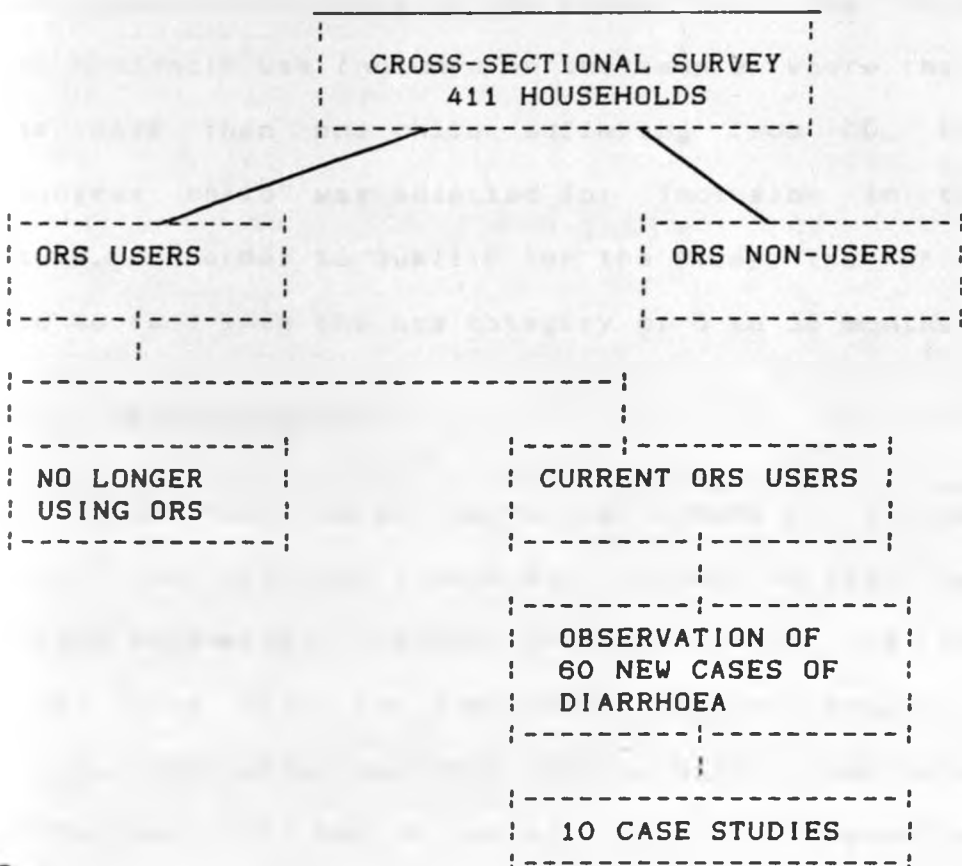 CROSS-SECTIONAL SURVEY
411 HOUSEHOLDS
ORS USERS
ORS NON-USERS
NO LONGER
USING ORS
CURRENT ORS USERS
OBSERVATION OF
60 NEW CASES OF
DIARRHOEA
10 CASE STUDIES